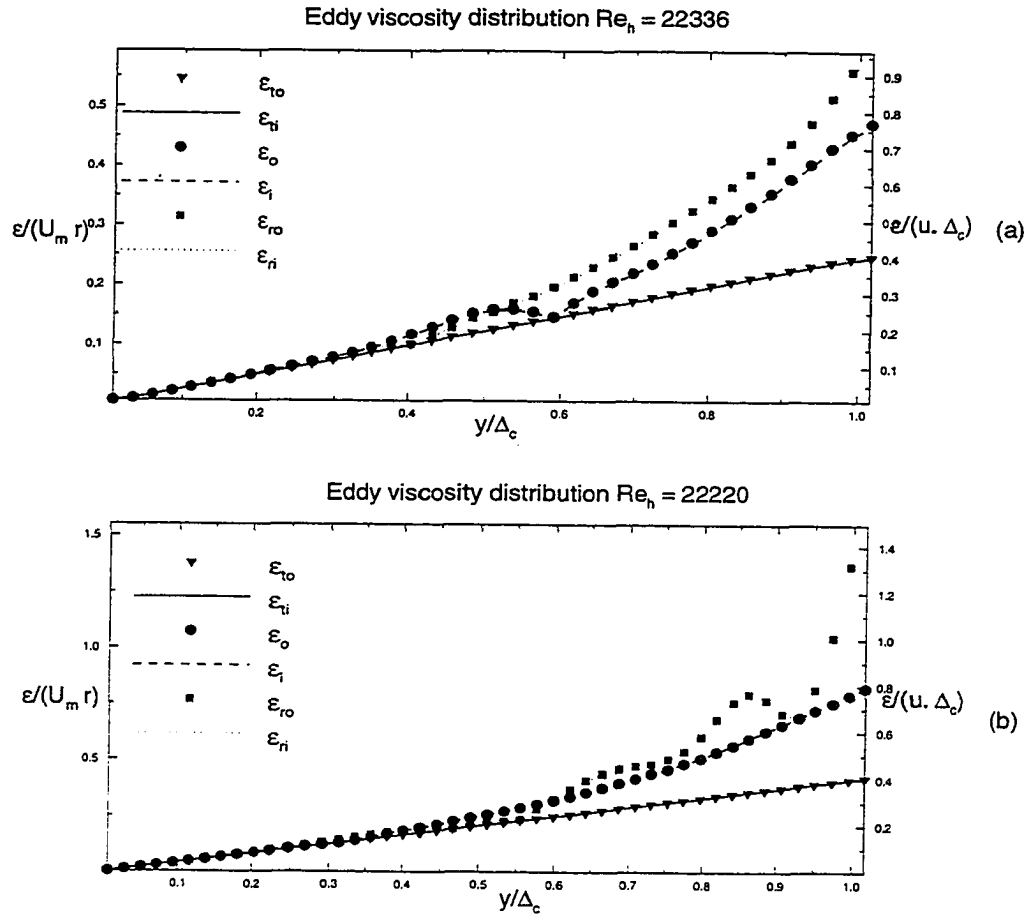 Eddy viscosity distribution Re_h = 22336
ε_to
ε_ti
ε_o
ε_i
ε_ro
ε_ri
0.5
0.4
0.3
0.2
0.1
ε/(U_m r)
0.9
0.8
0.7
0.6
0.5
0.4
0.3
0.2
0.1
ε/(u. Δ_c)
(a)
0.2
0.4
0.6
0.8
1.0
y/Δ_c
Eddy viscosity distribution Re_h = 22220
ε_to
ε_ti
ε_o
ε_i
ε_ro
ε_ri
1.5
1.0
0.5
ε/(U_m r)
1.4
1.2
1.0
0.8
0.6
0.4
0.2
ε/(u. Δ_c)
(b)
0.1
0.2
0.3
0.4
0.5
0.6
0.7
0.8
0.9
1.0
y/Δ_c